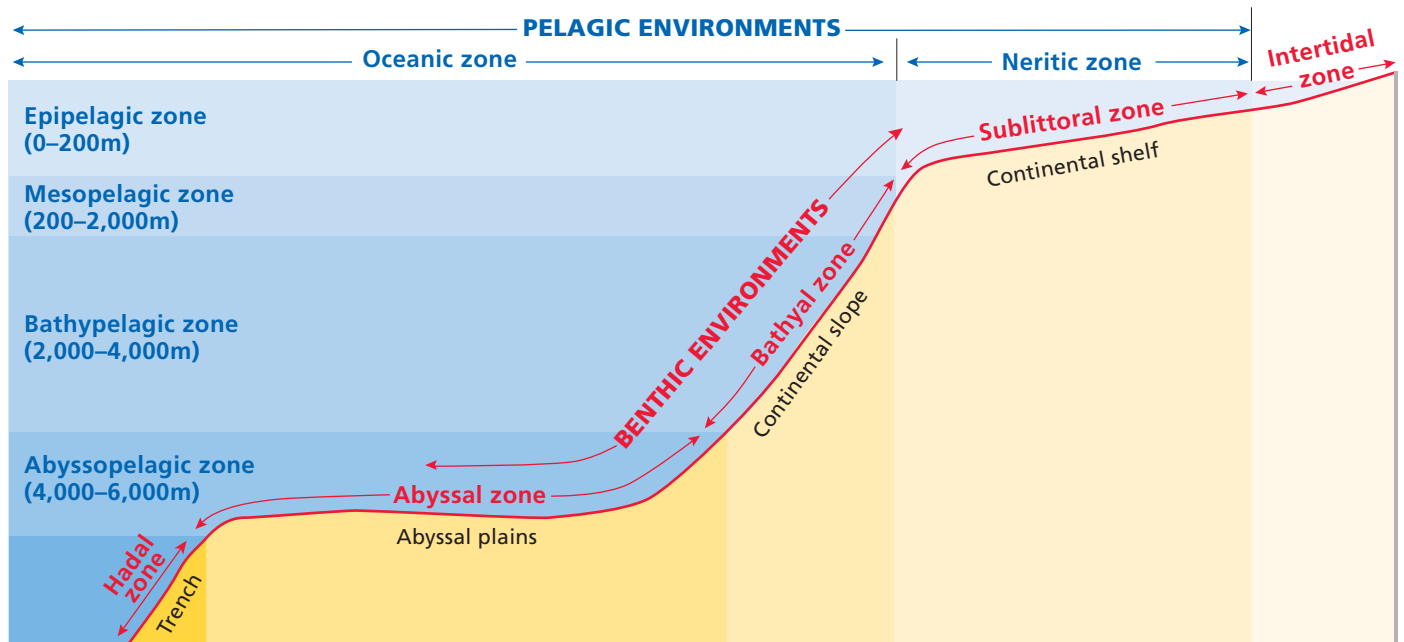 PELAGIC ENVIRONMENTS
Oceanic zone
Neritic zone
Intertidal
zone
Epipelagic zone
(0–200m)
Sublittoral zone
Continental shelf
Mesopelagic zone
(200–2,000m)
BENTHIC ENVIRONMENTS
Bathyal zone
Continental slope
Bathypelagic zone
(2,000–4,000m)
Abyssopelagic zone
(4,000–6,000m)
Abyssal zone
Abyssal plains
Hadal
zone
Trench